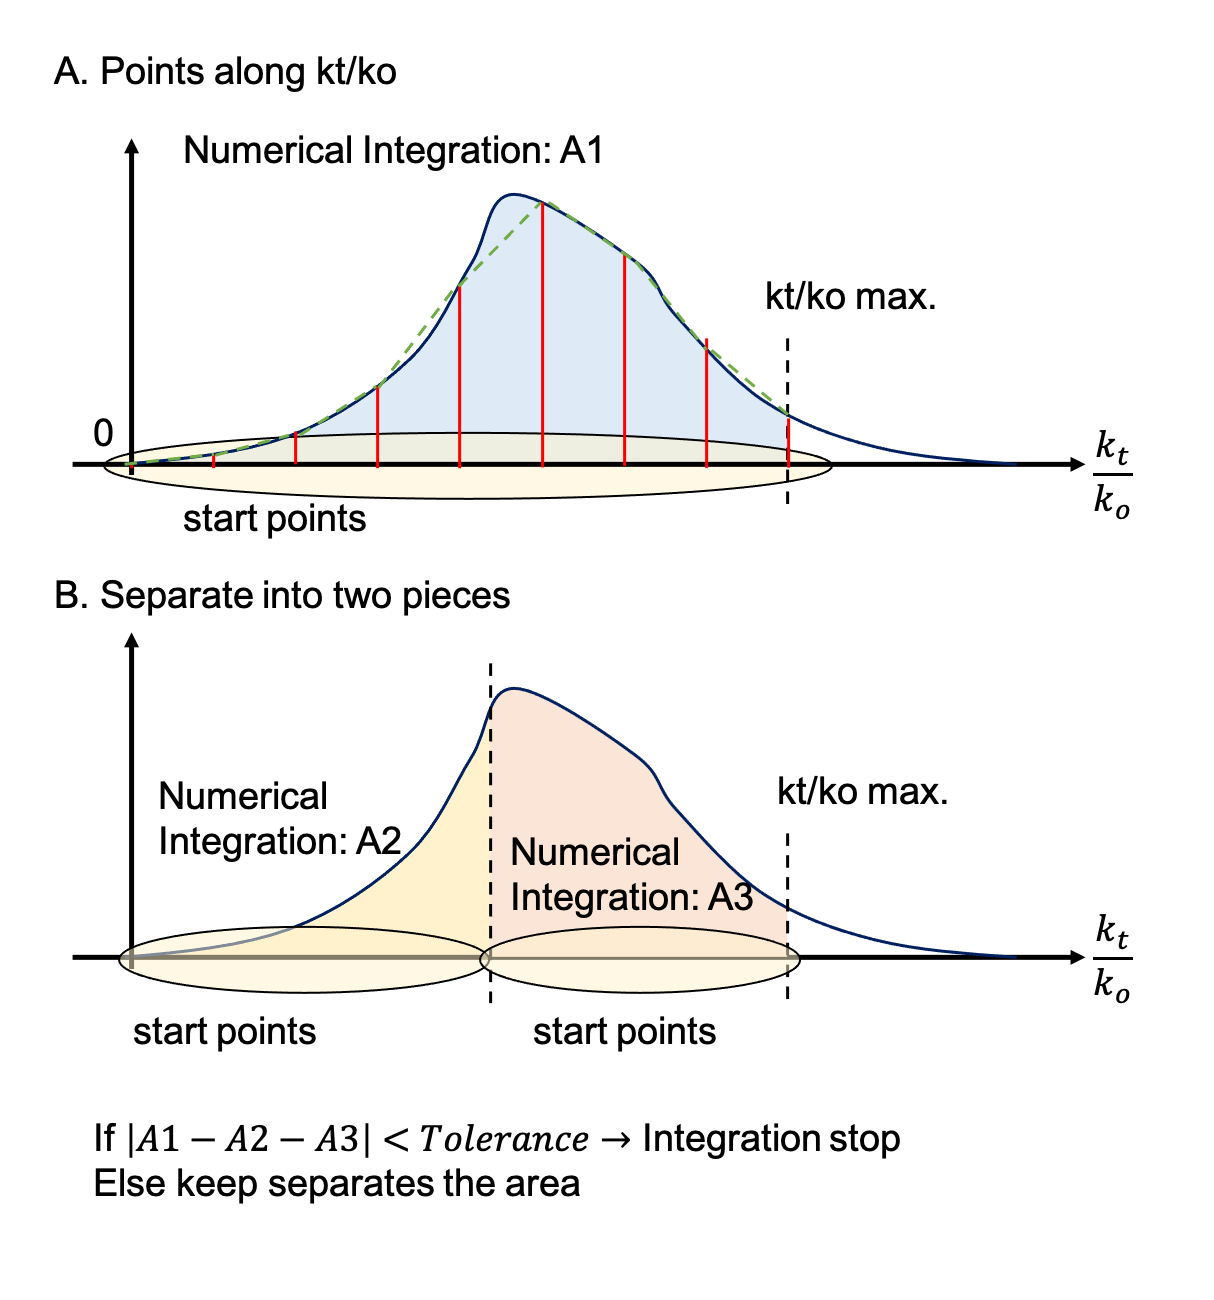 A. Points along kt/ko
Numerical Integration: A1
kt/ko max.
0
k_t
k_o
start points
B. Separate into two pieces
Numerical
Integration: A2
kt/ko max.
Numerical
Integration: A3
k_t
k_o
start points
start points
If |A1 − A2 − A3| < Tolerance → Integration stop
Else keep separates the area